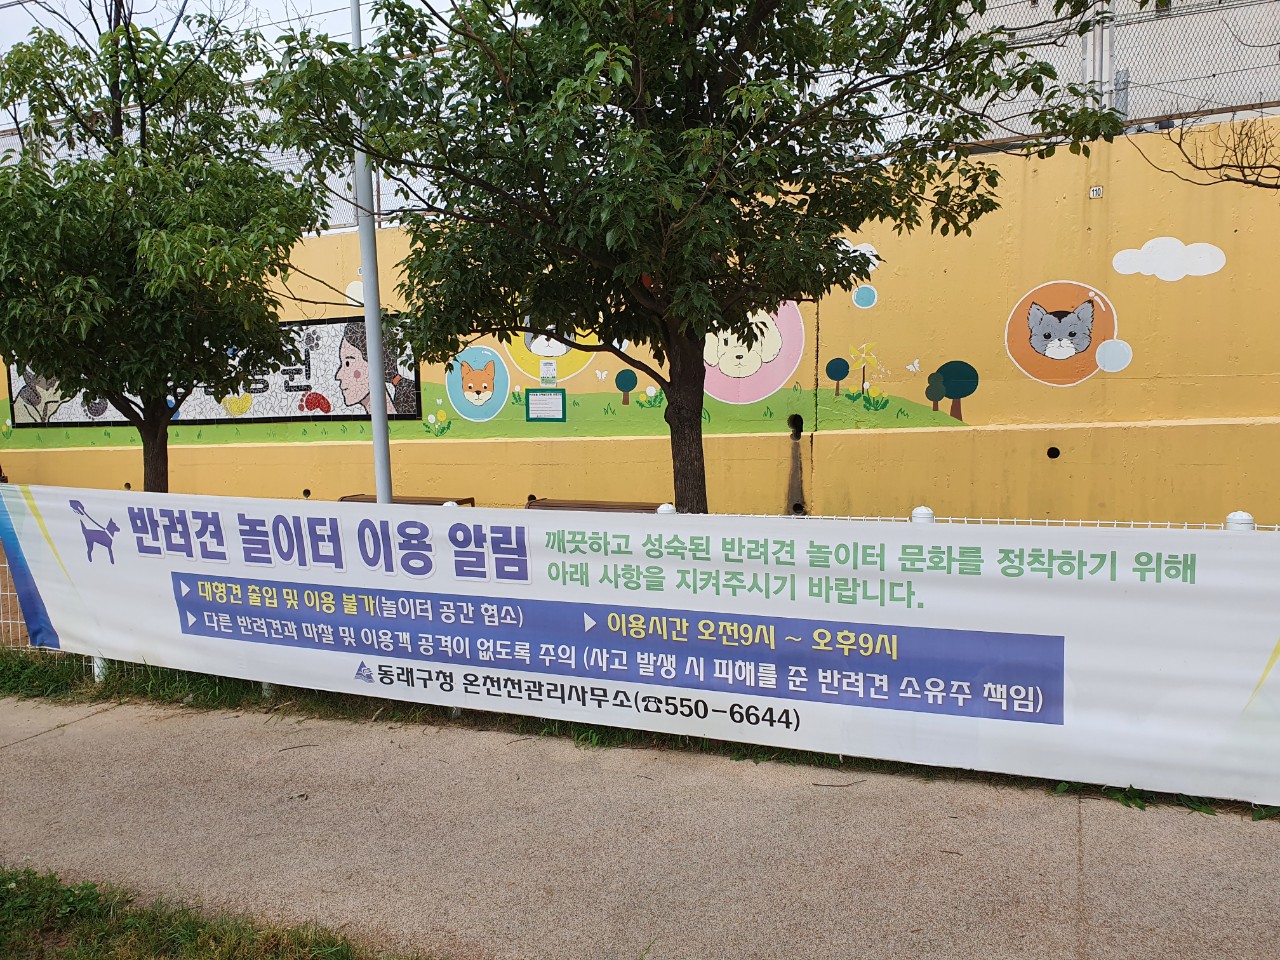 110
반려견 놀이터 이용 알림
깨끗하고 성숙된 반려견 놀이터 문화를 정착하기 위해
아래 사항을 지켜주시기 바랍니다.
▶ 대형견 출입 및 이용 불가(놀이터 공간 협소)
▶ 이용시간 오전9시 ~ 오후9시
▶ 다른 반려견과 마찰 및 이용객 공격이 없도록 주의 (사고 발생 시 피해를 준 반려견 소유주 책임)
동래구청 온천천관리사무소(☎550-6644)